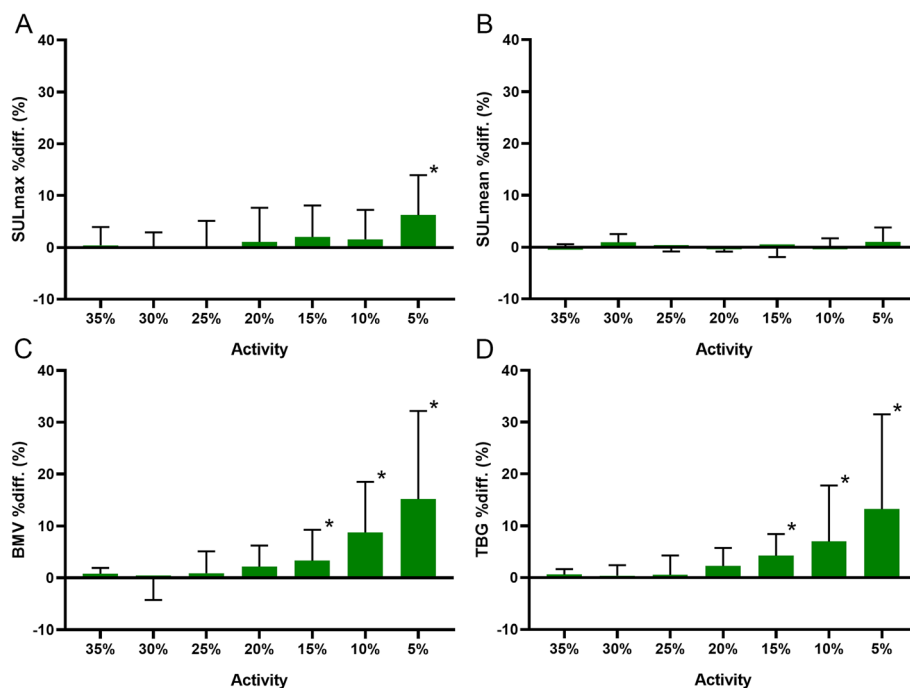 A
SULmax %diff. (%)
40
30
20
10
0
-10
*
35% 30% 25% 20% 15% 10% 5%
Activity
B
SULmean %diff. (%)
40
30
20
10
0
-10
35% 30% 25% 20% 15% 10% 5%
Activity
C
BMV %diff. (%)
40
30
20
10
0
-10
* * *
35% 30% 25% 20% 15% 10% 5%
Activity
D
TBG %diff. (%)
40
30
20
10
0
-10
* * *
35% 30% 25% 20% 15% 10% 5%
Activity